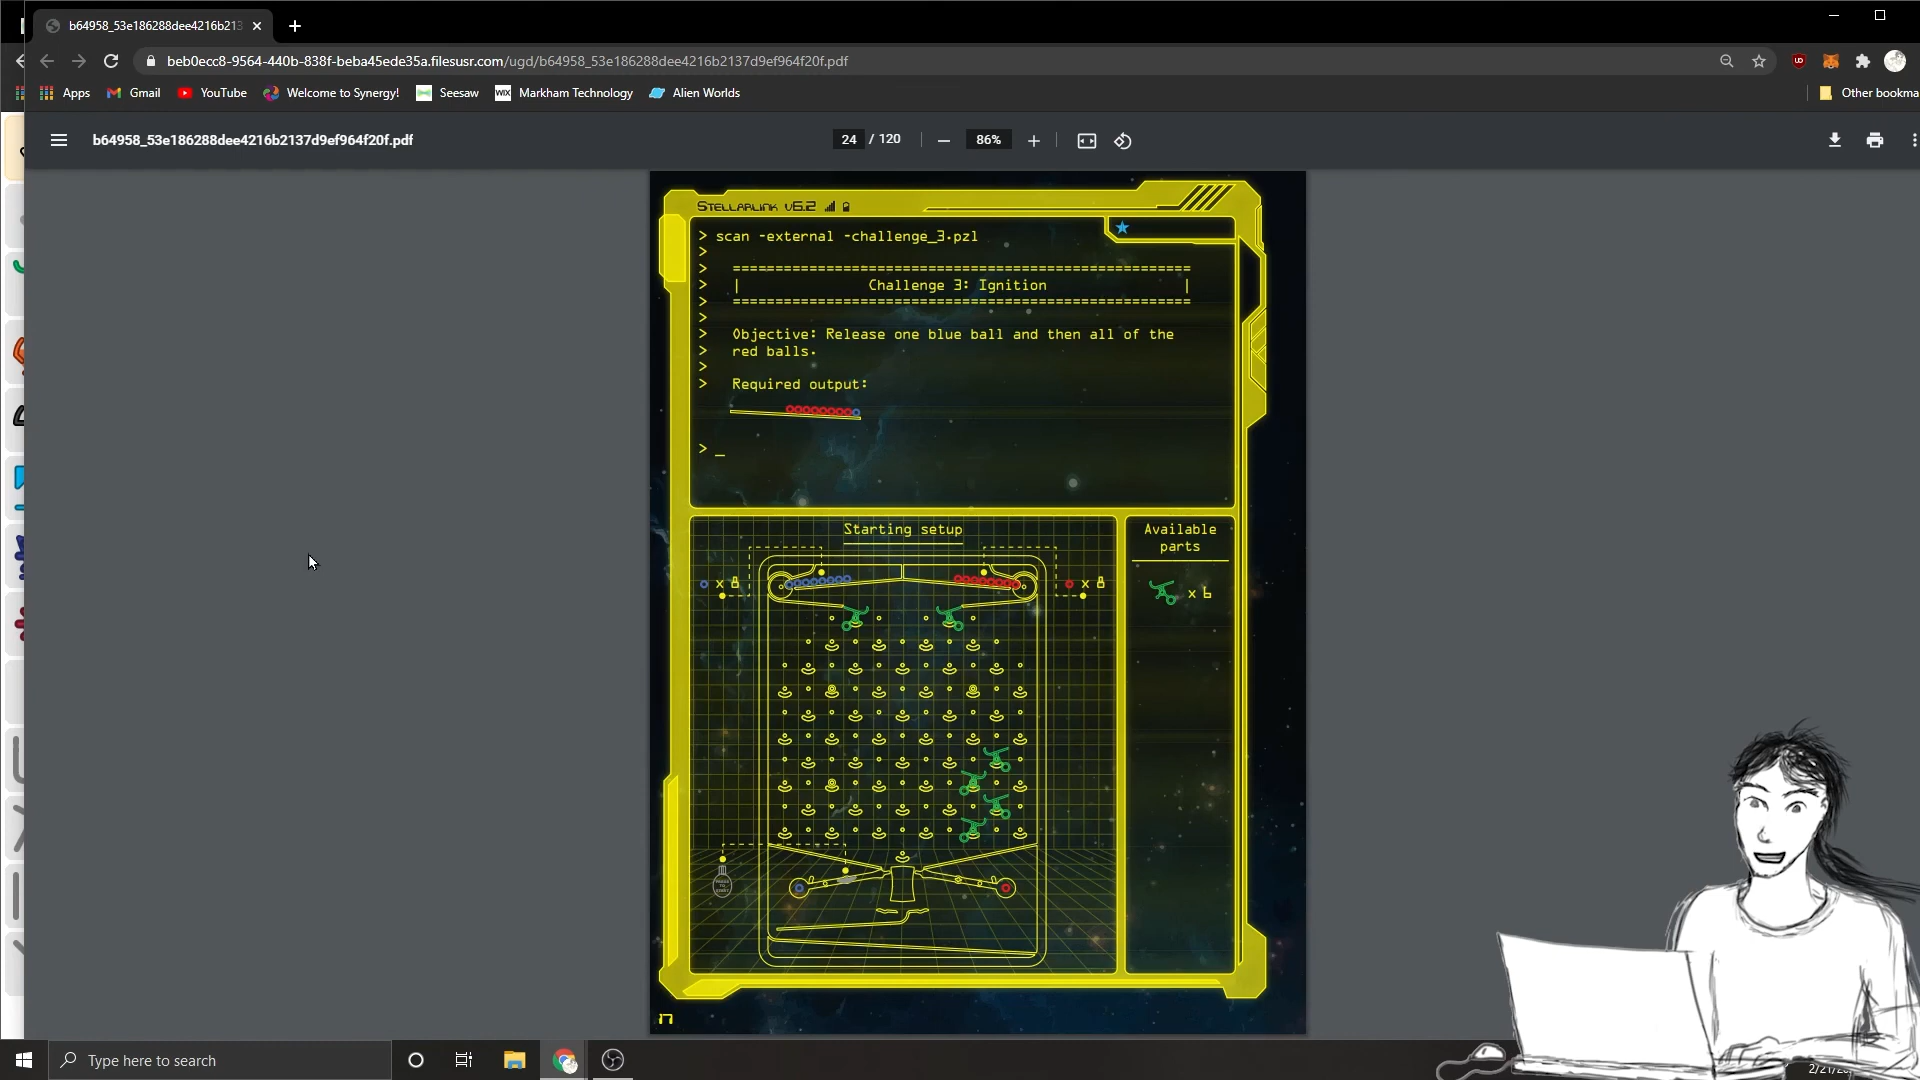 b64958_53e186288dee4216b213
beb0ecc8-9564-440b-838f-beba45ede35a.filesusr.com/ugd/b64958_53e186288dee4216b2137d9ef964f20f.pdf
Apps Gmail YouTube Welcome to Synergy! Seesaw Markham Technology Alien Worlds Other bookma
b64958_53e186288dee4216b2137d9ef964f20f.pdf 24 / 120 86%
Stellarlink v6.2
> scan -external -challenge_3.pzl
>
> =====================================================
> | Challenge 3: Ignition |
> =====================================================
>
> Objective: Release one blue ball and then all of the
> red balls.
>
> Required output:
> _
Starting setup
Available
parts
x 8
x 8
x 6
17
Type here to search